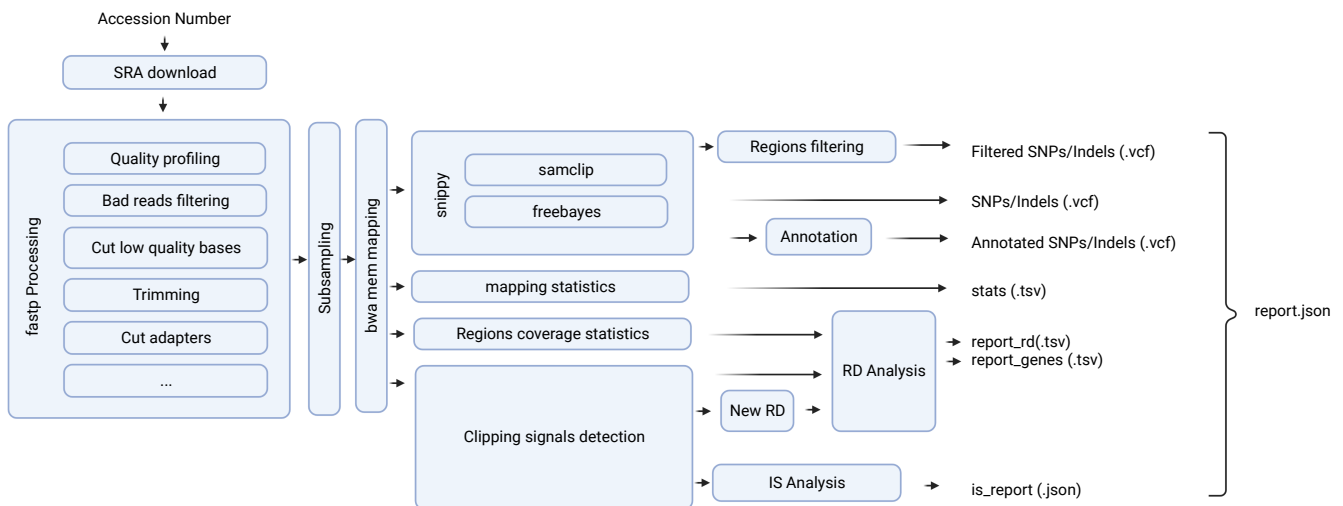 Accession Number
SRA download
fastp Processing
Quality profiling
Bad reads filtering
Cut low quality bases
Trimming
Cut adapters
...
Subsampling
bwa mem mapping
snippy
samclip
freebayes
mapping statistics
Regions coverage statistics
Clipping signals detection
Regions filtering
Annotation
New RD
RD Analysis
IS Analysis
Filtered SNPs/Indels (.vcf)
SNPs/Indels (.vcf)
Annotated SNPs/Indels (.vcf)
stats (.tsv)
report_rd(.tsv)
report_genes (.tsv)
is_report (.json)
report.json